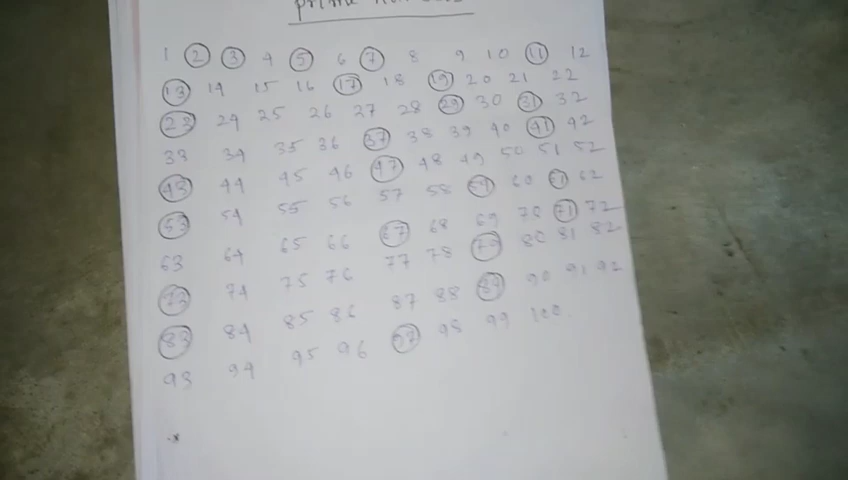 prime
1 2 3 4 5 6 7 8 9 10 11 12
13 14 15 16 17 18 19 20 21 22
23 24 25 26 27 28 29 30 31 32
33 34 35 36 37 38 39 40 41 42
43 44 45 46 47 48 49 50 51 52
53 54 55 56 57 58 59 60 61 62
63 64 65 66 67 68 69 70 71 72
73 74 75 76 77 78 79 80 81 82
83 84 85 86 87 88 89 90 91 92
93 94 95 96 97 98 99 100